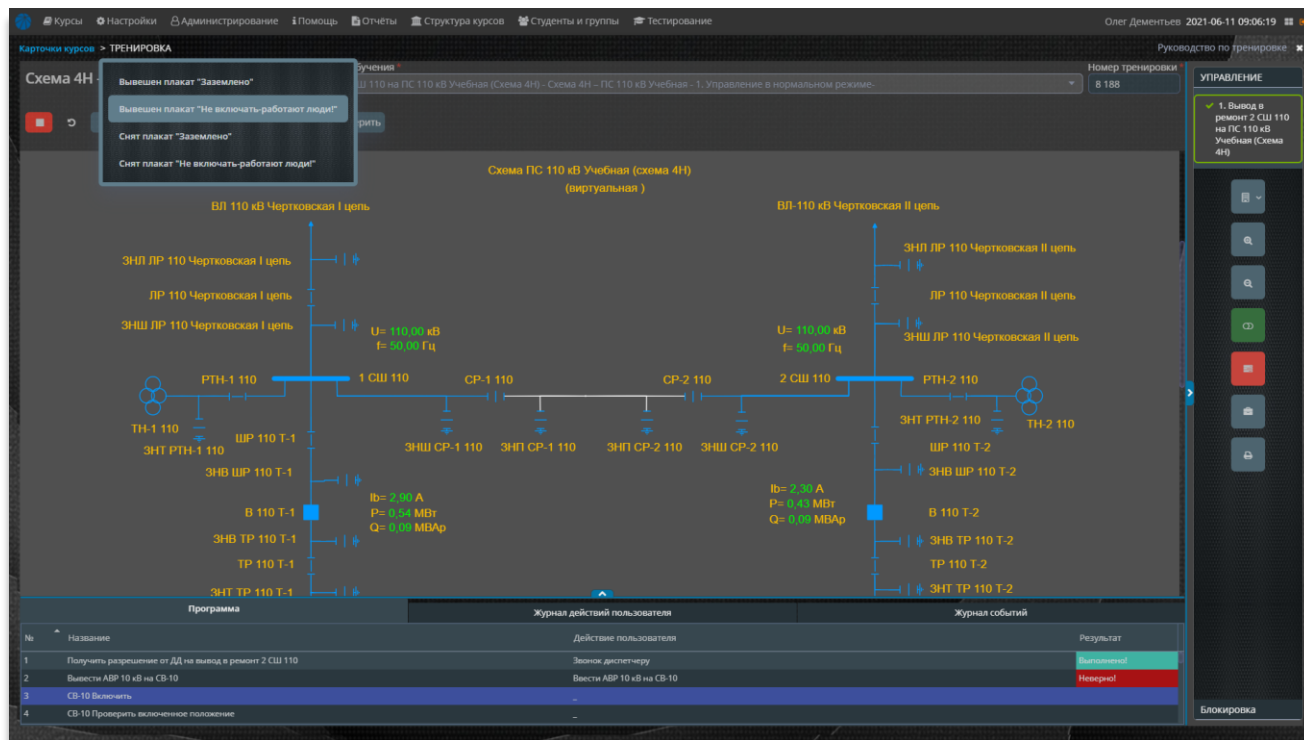 Курсы Настройки Администрирование Помощь Отчёты Структура курсов Студенты и группы Тестирование
Олег Дементьев 2021-06-11 09:06:19
Карточки курсов > ТРЕНИРОВКА
Руководство по тренировке
Схема 4Н -
Вывешен плакат "Заземлено"
Вывешен плакат "Не включать-работают люди!"
Снят плакат "Заземлено"
Снят плакат "Не включать-работают люди!"
бучения *
Ш 110 на ПС 110 кВ Учебная (Схема 4Н) - Схема 4Н – ПС 110 кВ Учебная - 1. Управление в нормальном режиме-
Номер тренировки *
8 188
рить
УПРАВЛЕНИЕ
1. Вывод в
ремонт 2 СШ 110
на ПС 110 кВ
Учебная (Схема
4Н)
Схема ПС 110 кВ Учебная (схема 4Н)
(виртуальная )
ВЛ 110 кВ Чертковская I цепь
ВЛ-110 кВ Чертковская II цепь
ЗНЛ ЛР 110 Чертковская I цепь
ЗНЛ ЛР 110 Чертковская II цепь
ЛР 110 Чертковская I цепь
ЛР 110 Чертковская II цепь
ЗНШ ЛР 110 Чертковская I цепь
ЗНШ ЛР 110 Чертковская II цепь
U= 110,00 кВ
f= 50,00 Гц
U= 110,00 кВ
f= 50,00 Гц
РТН-1 110
1 СШ 110
СР-1 110
СР-2 110
2 СШ 110
РТН-2 110
ТН-1 110
ЗНТ РТН-1 110
ЗНТ РТН-2 110
ТН-2 110
ШР 110 Т-1
ЗНШ СР-1 110
ЗНП СР-1 110
ЗНП СР-2 110
ЗНШ СР-2 110
ШР 110 Т-2
ЗНВ ШР 110 Т-1
ЗНВ ШР 110 Т-2
Ib= 2,90 А
P= 0,54 МВт
Q= 0,09 МВАр
Ib= 2,30 А
P= 0,43 МВт
Q= 0,09 МВАр
В 110 Т-1
В 110 Т-2
ЗНВ ТР 110 Т-1
ЗНВ ТР 110 Т-2
ТР 110 Т-1
ТР 110 Т-2
ЗНТ ТР 110 Т-1
ЗНТ ТР 110 Т-2
Программа
Журнал действий пользователя
Журнал событий
№ Название Действие пользователя Результат
1 Получить разрешение от ДД на вывод в ремонт 2 СШ 110 Звонок диспетчеру Выполнено!
2 Вывести АВР 10 кВ на СВ-10 Ввести АВР 10 кВ на СВ-10 Неверно!
3 СВ-10 Включить _
4 СВ-10 Проверить включенное положение _
Блокировка